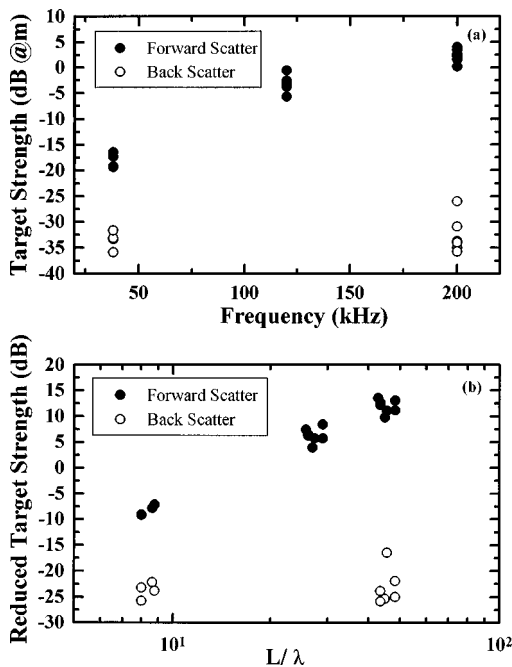 10
5
0
-5
-10
-15
-20
-25
-30
-35
-40
Target Strength (dB @m)
Forward Scatter
Back Scatter
(a)
50
100
150
200
Frequency (kHz)
20
15
10
5
0
-5
-10
-15
-20
-25
-30
Reduced Target Strength (dB)
Forward Scatter
Back Scatter
(b)
10¹
10²
L/ λ